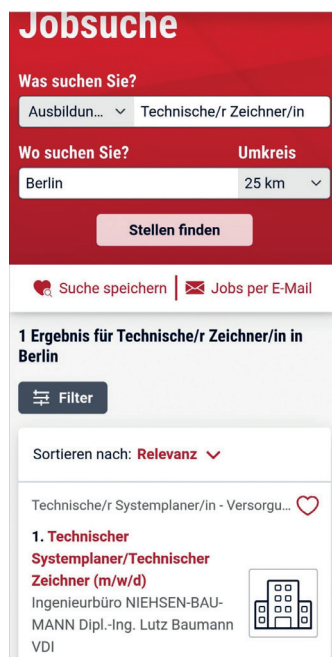 Jobsuche
Was suchen Sie?
Ausbildun... Technische/r Zeichner/in
Wo suchen Sie? Umkreis
Berlin 25 km
Stellen finden
Suche speichern Jobs per E-Mail
1 Ergebnis für Technische/r Zeichner/in in
Berlin
Filter
Sortieren nach: Relevanz
Technische/r Systemplaner/in - Versorgu...
1. Technischer
Systemplaner/Technischer
Zeichner (m/w/d)
Ingenieurbüro NIEHSEN-BAU-
MANN Dipl.-Ing. Lutz Baumann
VDI